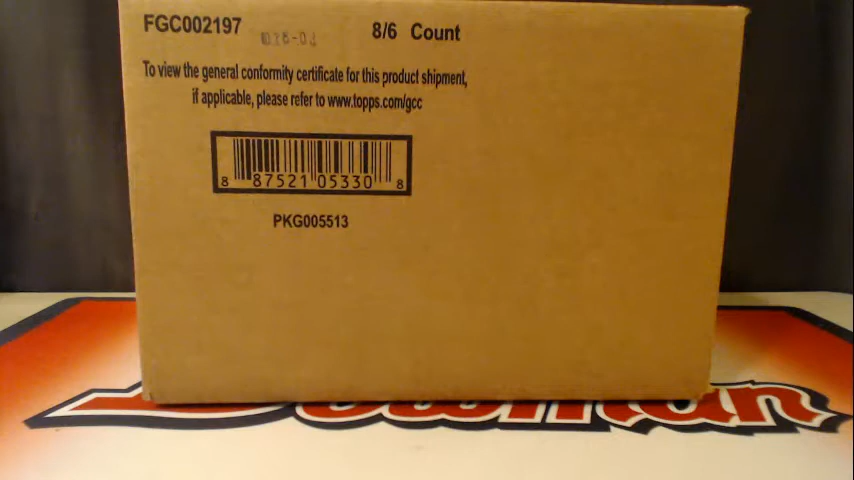 FGC002197 8/6 Count
To view the general conformity certificate for this product shipment,
if applicable, please refer to www.topps.com/gcc
8 87521 05330 8
PKG005513
Bowman